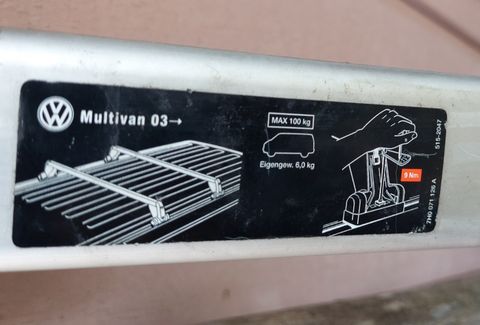 Multivan 03→
MAX 100 kg
Eigengew. 6,0 kg
9 Nm
515-2047
7H0 071 126 A